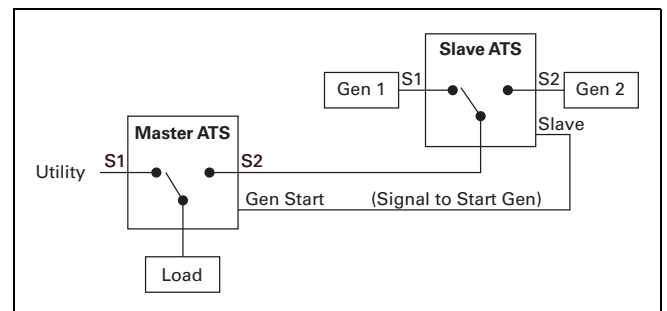 Slave ATS
Gen 1
S1
S2
Gen 2
Slave
Master ATS
Utility
S1
S2
Gen Start
(Signal to Start Gen)
Load